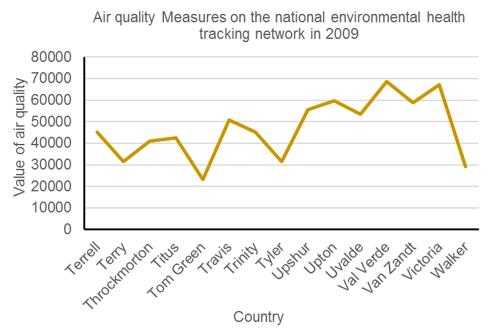 Air quality Measures on the national environmental health
tracking network in 2009
Value of air quality
80000
70000
60000
50000
40000
30000
20000
10000
0
Terrell
Terry
Throckmorton
Titus
Tom Green
Travis
Trinity
Tyler
Upshur
Upton
Uvalde
Val Verde
Van Zandt
Victoria
Walker
Country